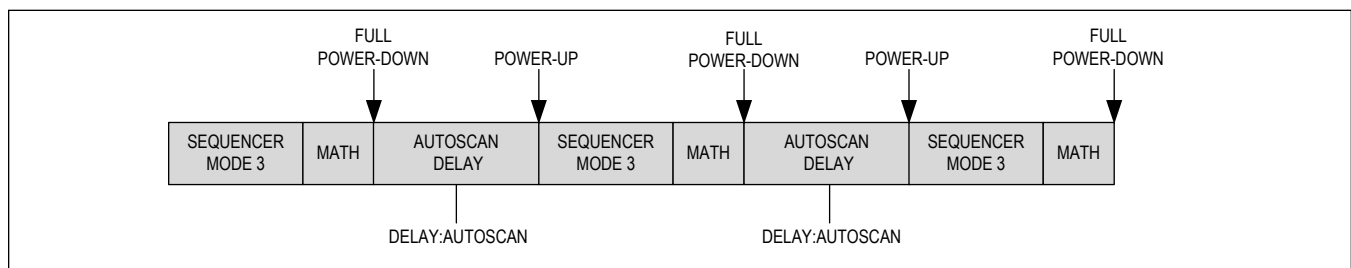 FULL
POWER-DOWN
POWER-UP
FULL
POWER-DOWN
POWER-UP
FULL
POWER-DOWN
SEQUENCER
MODE 3
MATH
AUTOSCAN
DELAY
SEQUENCER
MODE 3
MATH
AUTOSCAN
DELAY
SEQUENCER
MODE 3
MATH
DELAY:AUTOSCAN
DELAY:AUTOSCAN